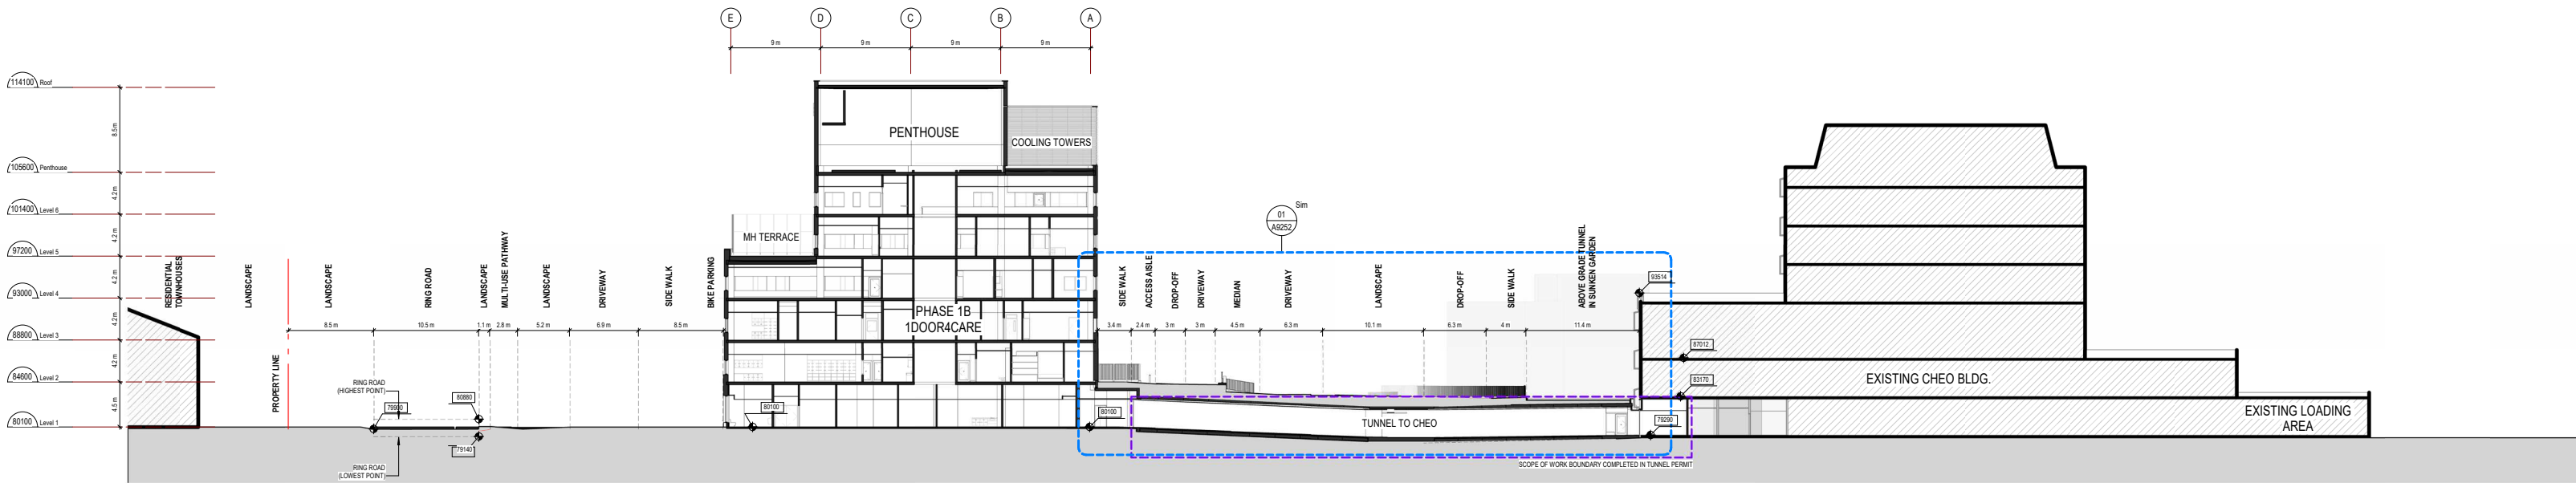 E
D
C
B
A
9 m
9 m
9 m
9 m
114100 Roof
8.5 m
105600 Penthouse
4.2 m
101400 Level 6
4.2 m
97200 Level 5
4.2 m
93000 Level 4
4.2 m
88800 Level 3
4.2 m
84600 Level 2
4.5 m
80100 Level 1
RESIDENTIAL
TOWNHOUSES
LANDSCAPE
PROPERTY LINE
LANDSCAPE
RING ROAD
LANDSCAPE
MULTI-USE PATHWAY
LANDSCAPE
DRIVEWAY
SIDE WALK
BIKE PARKING
8.5 m
10.5 m
1.1 m
2.8 m
5.2 m
6.9 m
8.5 m
RING ROAD
(HIGHEST POINT)
79900
80880
79140
RING ROAD
(LOWEST POINT)
PENTHOUSE
COOLING TOWERS
MH TERRACE
PHASE 1B
1DOOR4CARE
80100
80100
01
A9252
Sim
SIDE WALK
ACCESS AISLE
DROP-OFF
DRIVEWAY
MEDIAN
DRIVEWAY
LANDSCAPE
DROP-OFF
SIDE WALK
ABOVE GRADE TUNNEL
IN SUNKEN GARDEN
3.4 m
2.4 m
3 m
3 m
4.5 m
6.3 m
10.1 m
6.3 m
4 m
11.4 m
93514
87012
83170
79290
TUNNEL TO CHEO
SCOPE OF WORK BOUNDARY COMPLETED IN TUNNEL PERMIT
EXISTING CHEO BLDG.
EXISTING LOADING
AREA